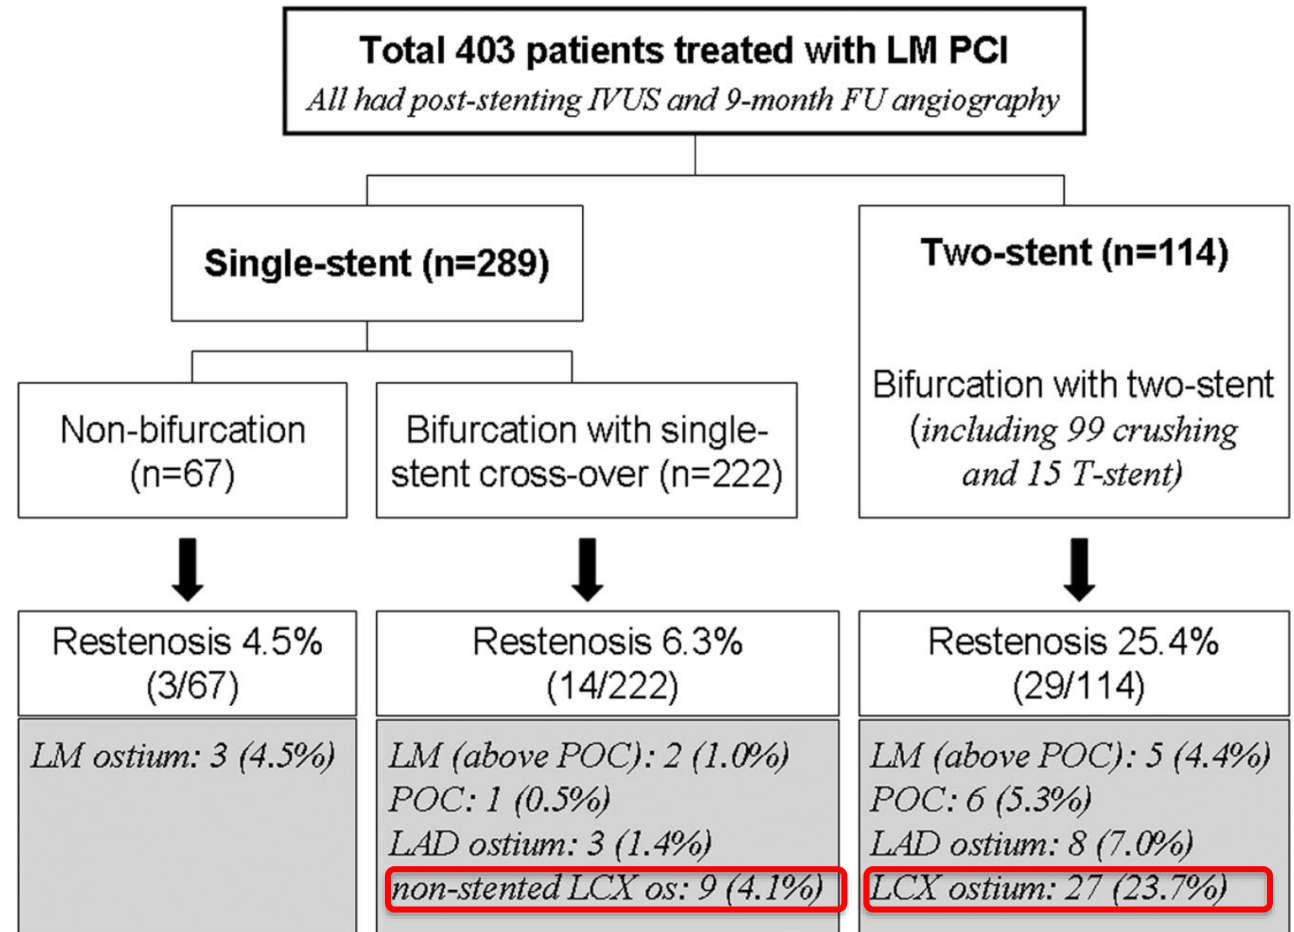 Total 403 patients treated with LM PCI
All had post-stenting IVUS and 9-month FU angiography
Single-stent (n=289)
Two-stent (n=114)
Bifurcation with two-stent
(including 99 crushing
and 15 T-stent)
Non-bifurcation
(n=67)
Bifurcation with single-
stent cross-over (n=222)
Restenosis 4.5%
(3/67)
LM ostium: 3 (4.5%)
Restenosis 6.3%
(14/222)
LM (above POC): 2 (1.0%)
POC: 1 (0.5%)
LAD ostium: 3 (1.4%)
non-stented LCX os: 9 (4.1%)
Restenosis 25.4%
(29/114)
LM (above POC): 5 (4.4%)
POC: 6 (5.3%)
LAD ostium: 8 (7.0%)
LCX ostium: 27 (23.7%)